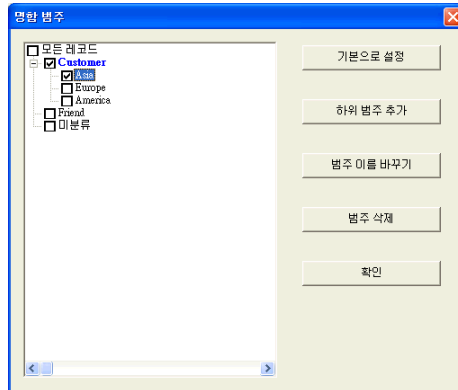 명함 범주
모든 레코드
Customer
Asia
Europe
America
Friend
미분류
기본으로 설정
하위 범주 추가
범주 이름 바꾸기
범주 삭제
확인